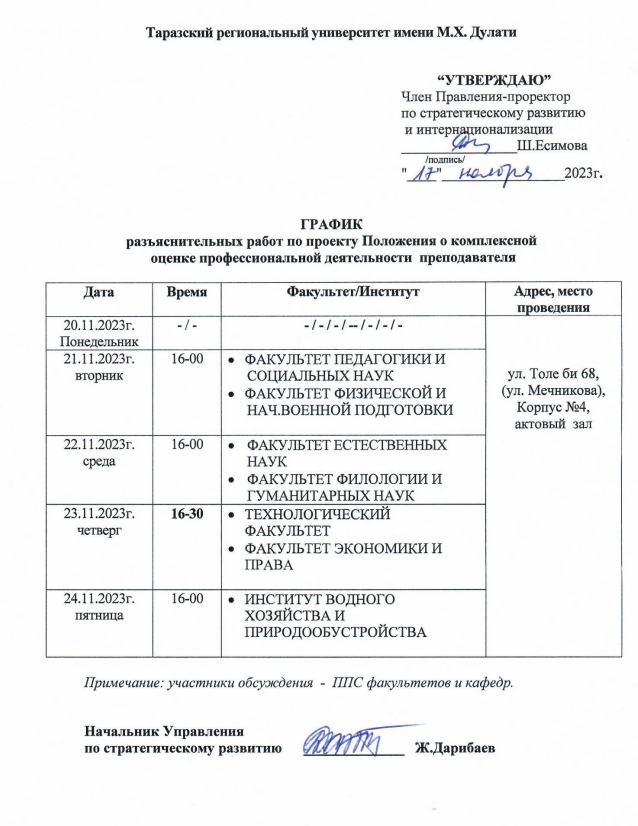 Таразский региональный университет имени М.Х. Дулати
“УТВЕРЖДАЮ”
Член Правления-проректор
по стратегическому развитию
и интернационализации
Ш.Есимова
/подпись/
"17" ноября 2023г.
ГРАФИК
разъяснительных работ по проекту Положения о комплексной
оценке профессиональной деятельности преподавателя
Дата Время Факультет/Институт Адрес, место
проведения
20.11.2023г. - / - - / - / - / -- / - / - / -
Понедельник
21.11.2023г. 16-00 • ФАКУЛЬТЕТ ПЕДАГОГИКИ И
вторник СОЦИАЛЬНЫХ НАУК
• ФАКУЛЬТЕТ ФИЗИЧЕСКОЙ И
НАЧ.ВОЕННОЙ ПОДГОТОВКИ
ул. Толе би 68,
(ул. Мечникова),
Корпус №4,
актовый зал
22.11.2023г. 16-00 • ФАКУЛЬТЕТ ЕСТЕСТВЕННЫХ
среда НАУК
• ФАКУЛЬТЕТ ФИЛОЛОГИИ И
ГУМАНИТАРНЫХ НАУК
23.11.2023г. 16-30 • ТЕХНОЛОГИЧЕСКИЙ
четверг ФАКУЛЬТЕТ
• ФАКУЛЬТЕТ ЭКОНОМИКИ И
ПРАВА
24.11.2023г. 16-00 • ИНСТИТУТ ВОДНОГО
пятница ХОЗЯЙСТВА И
ПРИРОДООБУСТРОЙСТВА
Примечание: участники обсуждения - ППС факультетов и кафедр.
Начальник Управления
по стратегическому развитию Ж.Дарибаев